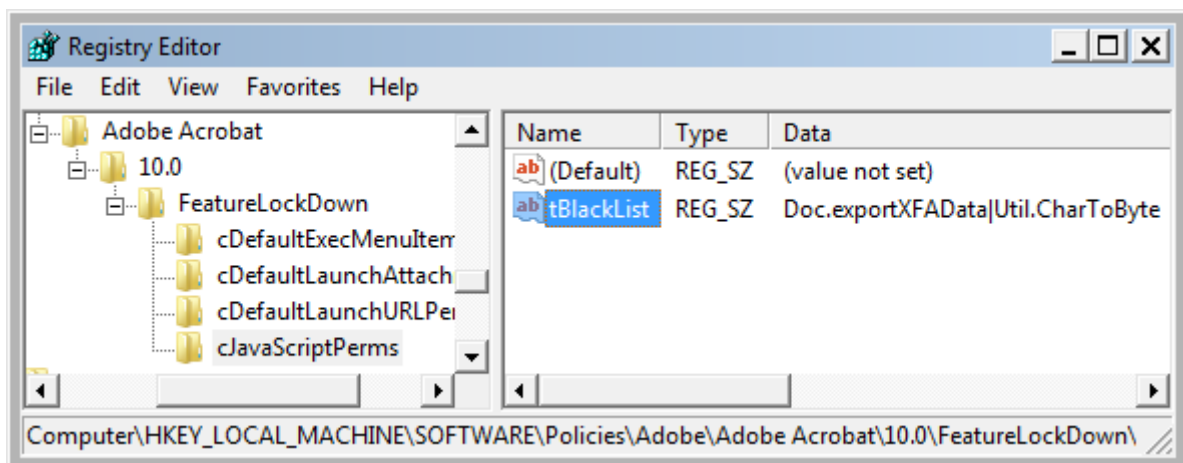 Registry Editor
File Edit View Favorites Help
Adobe Acrobat
10.0
FeatureLockDown
cDefaultExecMenuItem
cDefaultLaunchAttach
cDefaultLaunchURLPer
cJavaScriptPerms
Name Type Data
ab (Default) REG_SZ (value not set)
ab tBlackList REG_SZ Doc.exportXFAData|Util.CharToByte
Computer\HKEY_LOCAL_MACHINE\SOFTWARE\Policies\Adobe\Adobe Acrobat\10.0\FeatureLockDown\